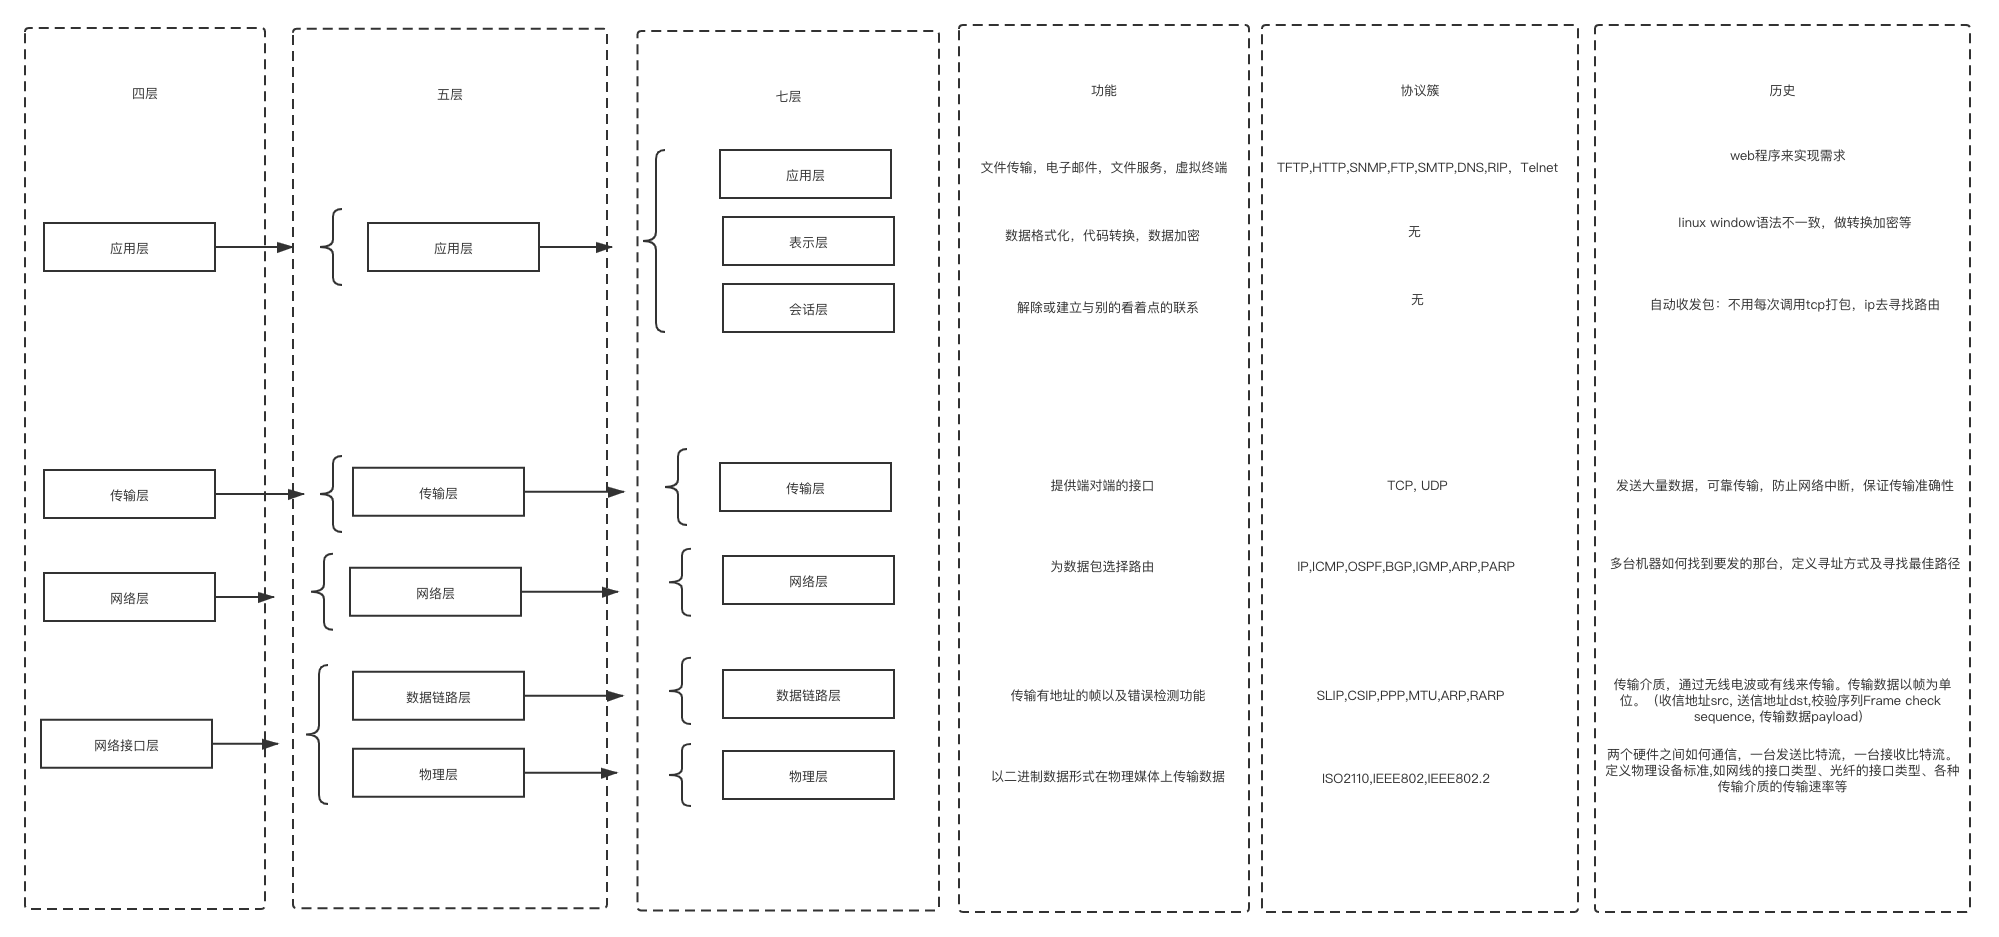 四层
五层
七层
功能
协议簇
历史
应用层
应用层
应用层
文件传输，电子邮件，文件服务，虚拟终端
TFTP,HTTP,SNMP,FTP,SMTP,DNS,RIP，Telnet
web程序来实现需求
表示层
数据格式化，代码转换，数据加密
无
linux window语法不一致，做转换加密等
会话层
解除或建立与别的看着点的联系
无
自动收发包：不用每次调用tcp打包，ip去寻找路由
传输层
传输层
传输层
提供端对端的接口
TCP, UDP
发送大量数据，可靠传输，防止网络中断，保证传输准确性
网络层
网络层
网络层
为数据包选择路由
IP,ICMP,OSPF,BGP,IGMP,ARP,PARP
多台机器如何找到要发的那台，定义寻址方式及寻找最佳路径
网络接口层
数据链路层
数据链路层
传输有地址的帧以及错误检测功能
SLIP,CSIP,PPP,MTU,ARP,RARP
传输介质，通过无线电波或有线来传输。传输数据以帧为单
位。（收信地址src, 送信地址dst,校验序列Frame check
sequence, 传输数据payload）
物理层
物理层
以二进制数据形式在物理媒体上传输数据
ISO2110,IEEE802,IEEE802.2
两个硬件之间如何通信，一台发送比特流，一台接收比特流。
定义物理设备标准,如网线的接口类型、光纤的接口类型、各种
传输介质的传输速率等